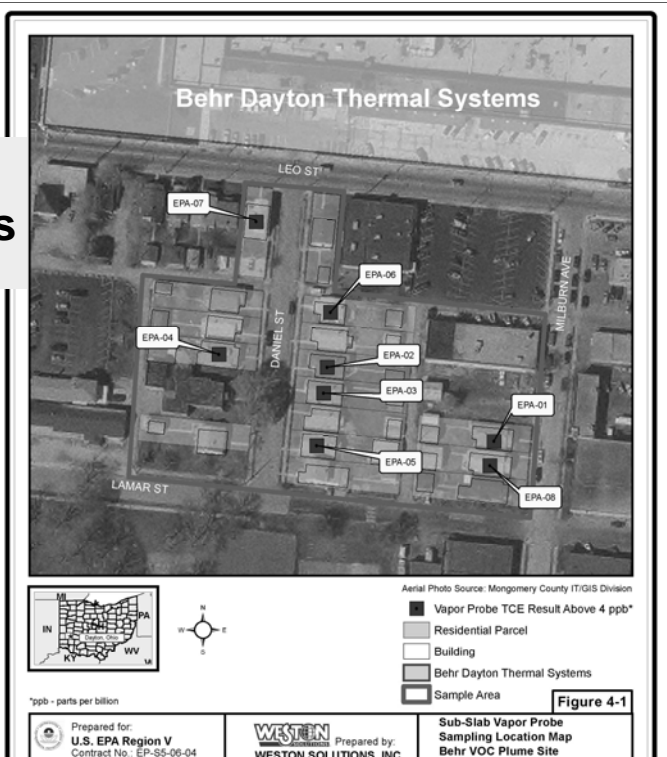 Behr Dayton Thermal Systems
LEO ST
s
EPA-07
EPA-06
MILBURN AVE
EPA-04
DANIEL ST
EPA-02
EPA-03
EPA-01
EPA-05
LAMAR ST
EPA-08
Aerial Photo Source: Mongomery County IT/GIS Division
MI
PA
IN
Dayton, Ohio
WV
KY
N
W
E
S
Vapor Probe TCE Result Above 4 ppb*
Residential Parcel
Building
Behr Dayton Thermal Systems
Sample Area
*ppb - parts per billion
Figure 4-1
Prepared for:
U.S. EPA Region V
Contract No.: EP-S5-06-04
WESTON
SOLUTIONS
Prepared by:
WESTON SOLUTIONS, INC
Sub-Slab Vapor Probe
Sampling Location Map
Behr VOC Plume Site